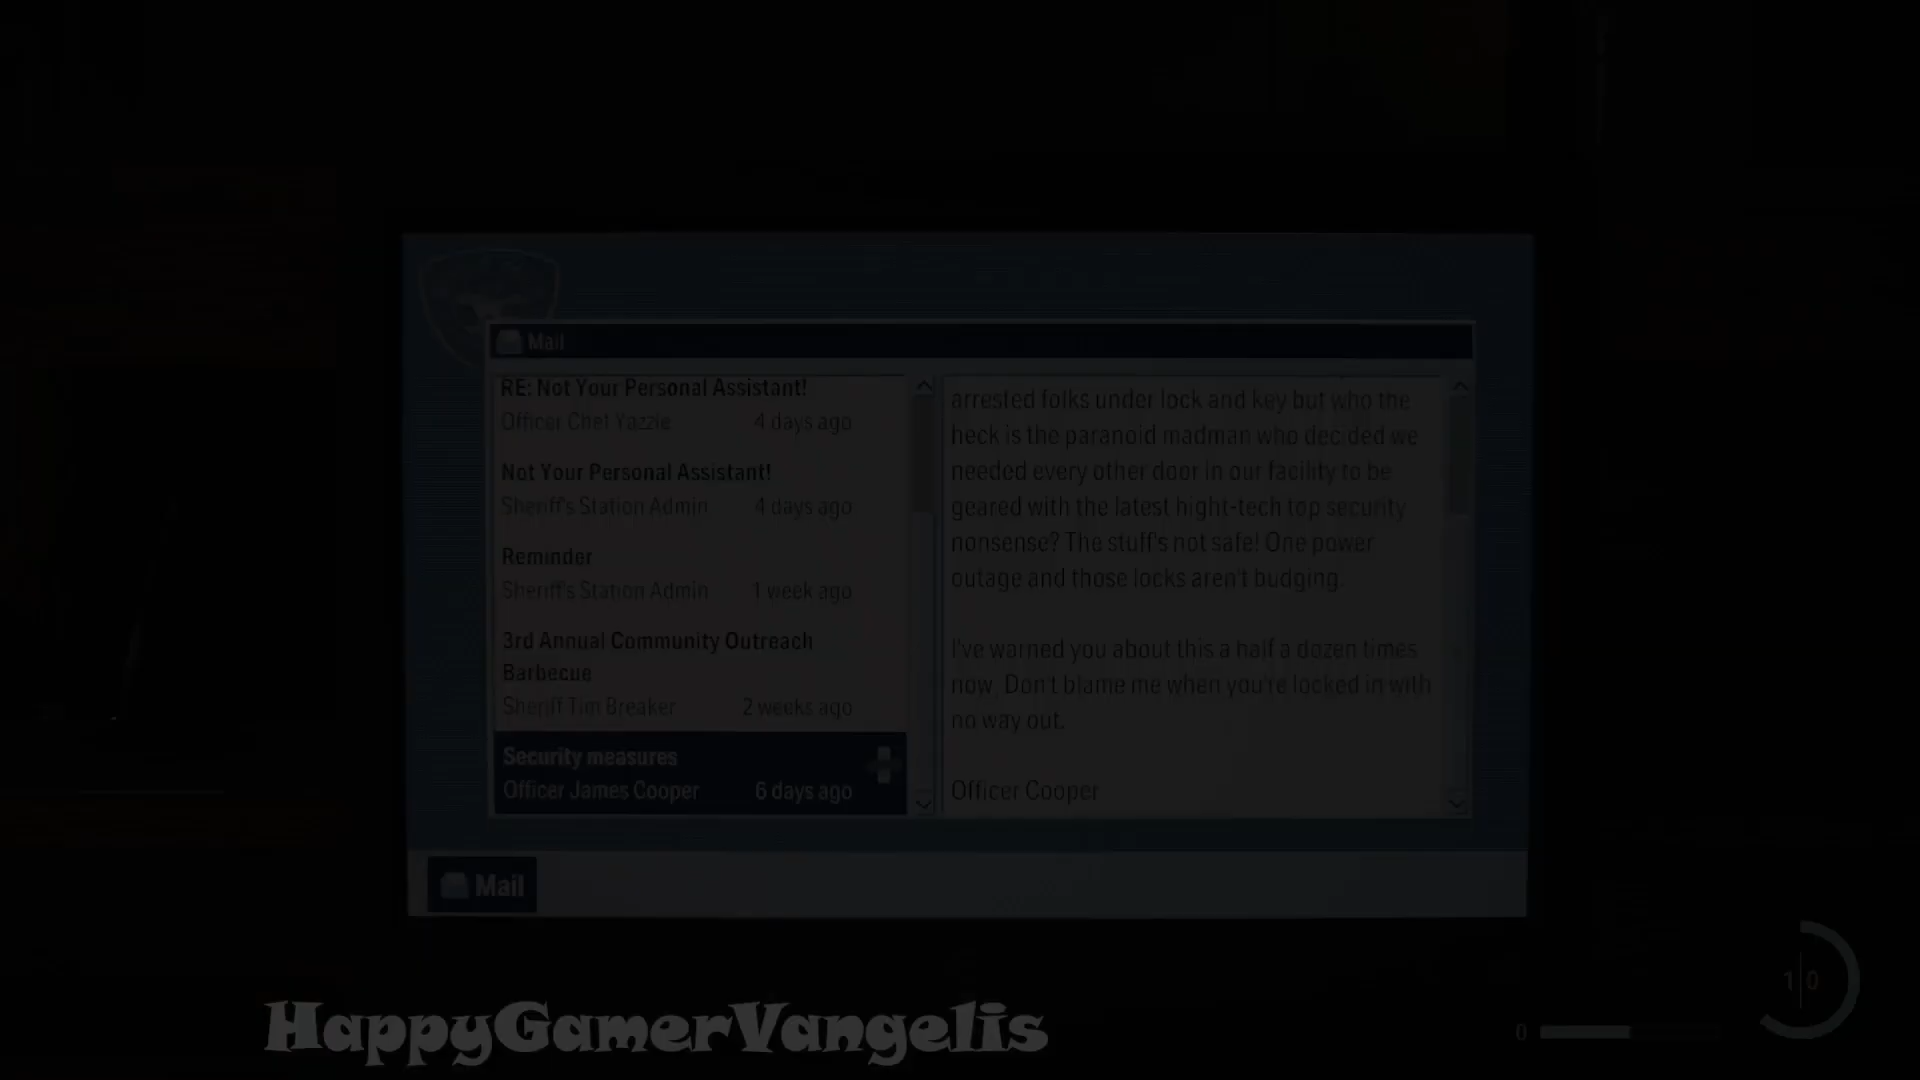 Mail
RE: Not Your Personal Assistant!
Officer Chet Yazzie 4 days ago
Not Your Personal Assistant!
Sheriff's Station Admin 4 days ago
Reminder
Sheriff's Station Admin 1 week ago
3rd Annual Community Outreach
Barbecue
Sheriff Tim Breaker 2 weeks ago
Security measures
Officer James Cooper 6 days ago
arrested folks under lock and key but who the
heck is the paranoid madman who decided we
needed every other door in our facility to be
geared with the latest hight-tech top security
nonsense? The stuff's not safe! One power
outage and those locks aren't budging.
I've warned you about this a half a dozen times
now. Don't blame me when you're locked in with
no way out.
Officer Cooper
Mail
HappyGamerVangelis
0
1|0